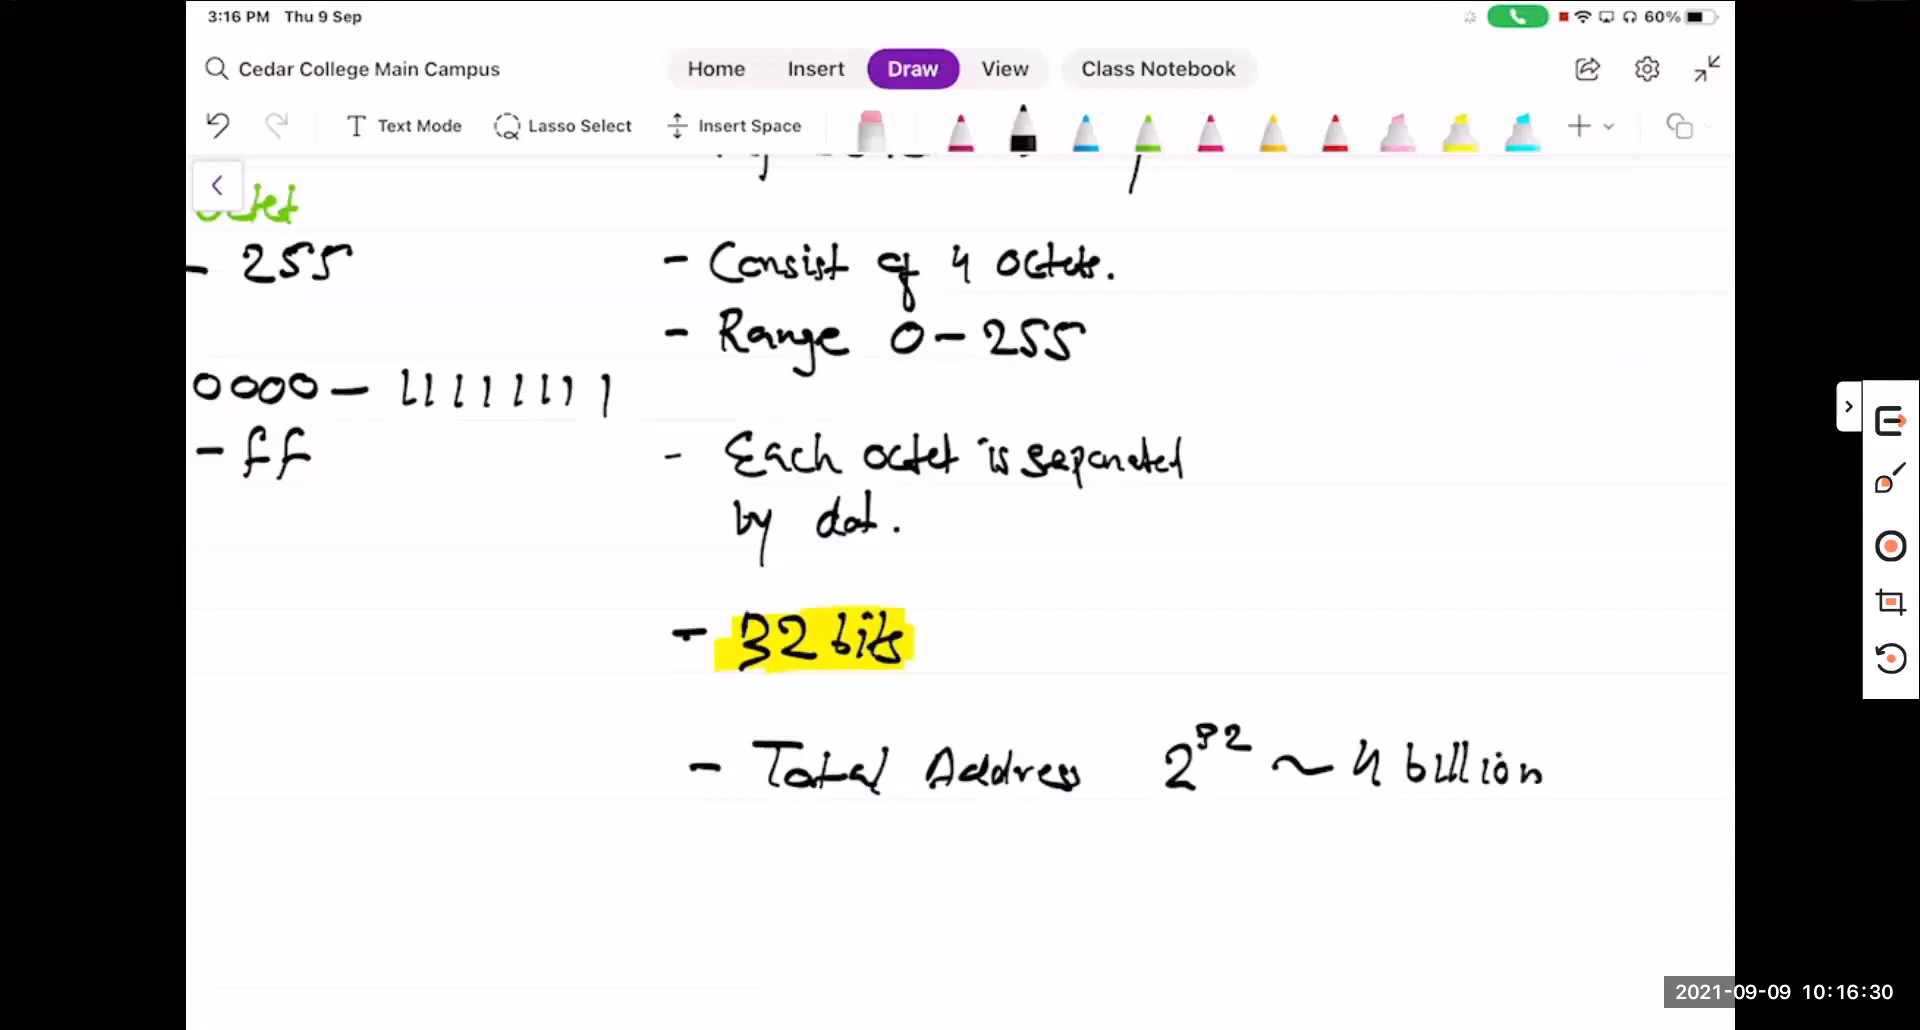 3:16 PM Thu 9 Sep
60%
Cedar College Main Campus
Home Insert Draw View Class Notebook
Text Mode Lasso Select Insert Space
octet
- 255
0000 - 11111111
- ff
- Consist of 4 octets.
- Range 0 - 255
- Each octet is separated
by dot.
- 32 bits
- Total Address 2^32 ~ 4 billion
2021-09-09 10:16:30